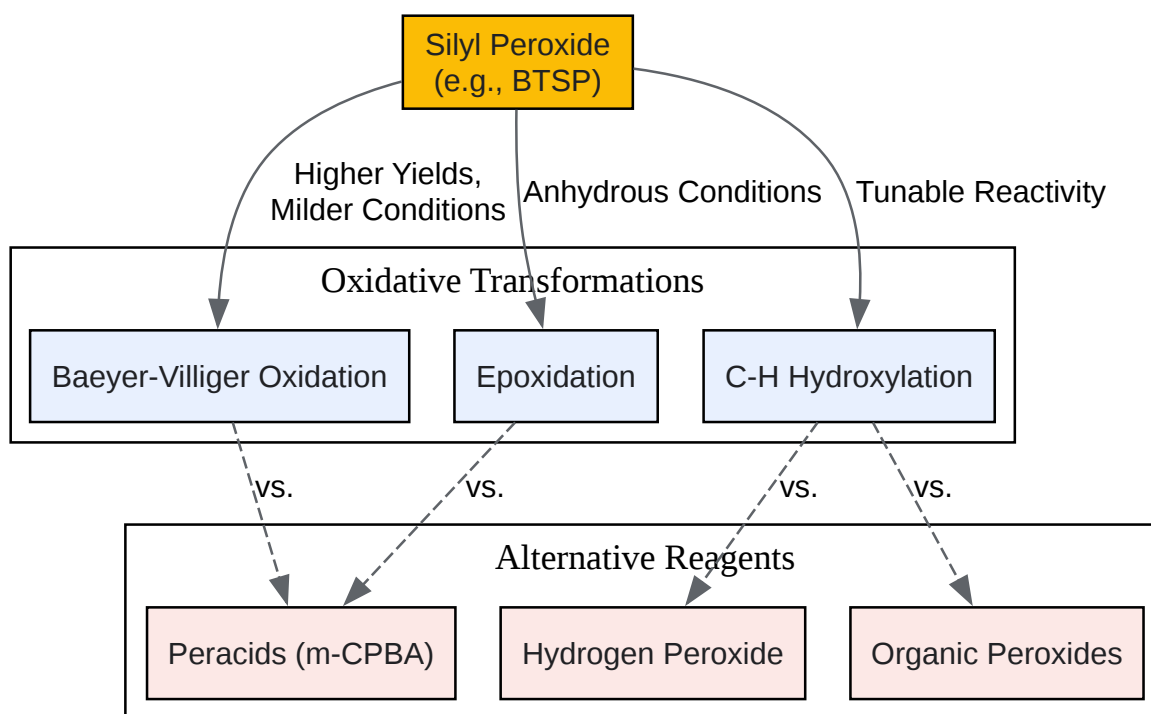 Silyl Peroxide
(e.g., BTSP)
Higher Yields,
Milder Conditions
Anhydrous Conditions
Tunable Reactivity
Oxidative Transformations
Baeyer-Villiger Oxidation
Epoxidation
C-H Hydroxylation
vs.
vs.
vs.
vs.
Alternative Reagents
Peracids (m-CPBA)
Hydrogen Peroxide
Organic Peroxides